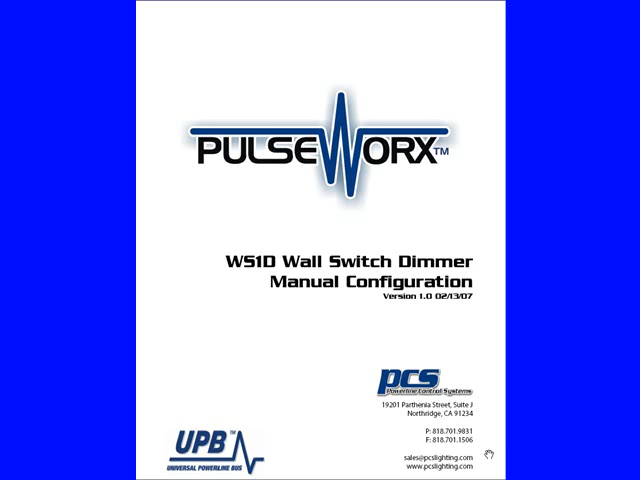 PULSEWORX™
WS1D Wall Switch Dimmer
Manual Configuration
Version 1.0 02/13/07
pcs
Powerline Control Systems
19201 Parthenia Street, Suite J
Northridge, CA 91234
P: 818.701.9831
F: 818.701.1506
UPB™
UNIVERSAL POWERLINE BUS
sales@pcslighting.com
www.pcslighting.com